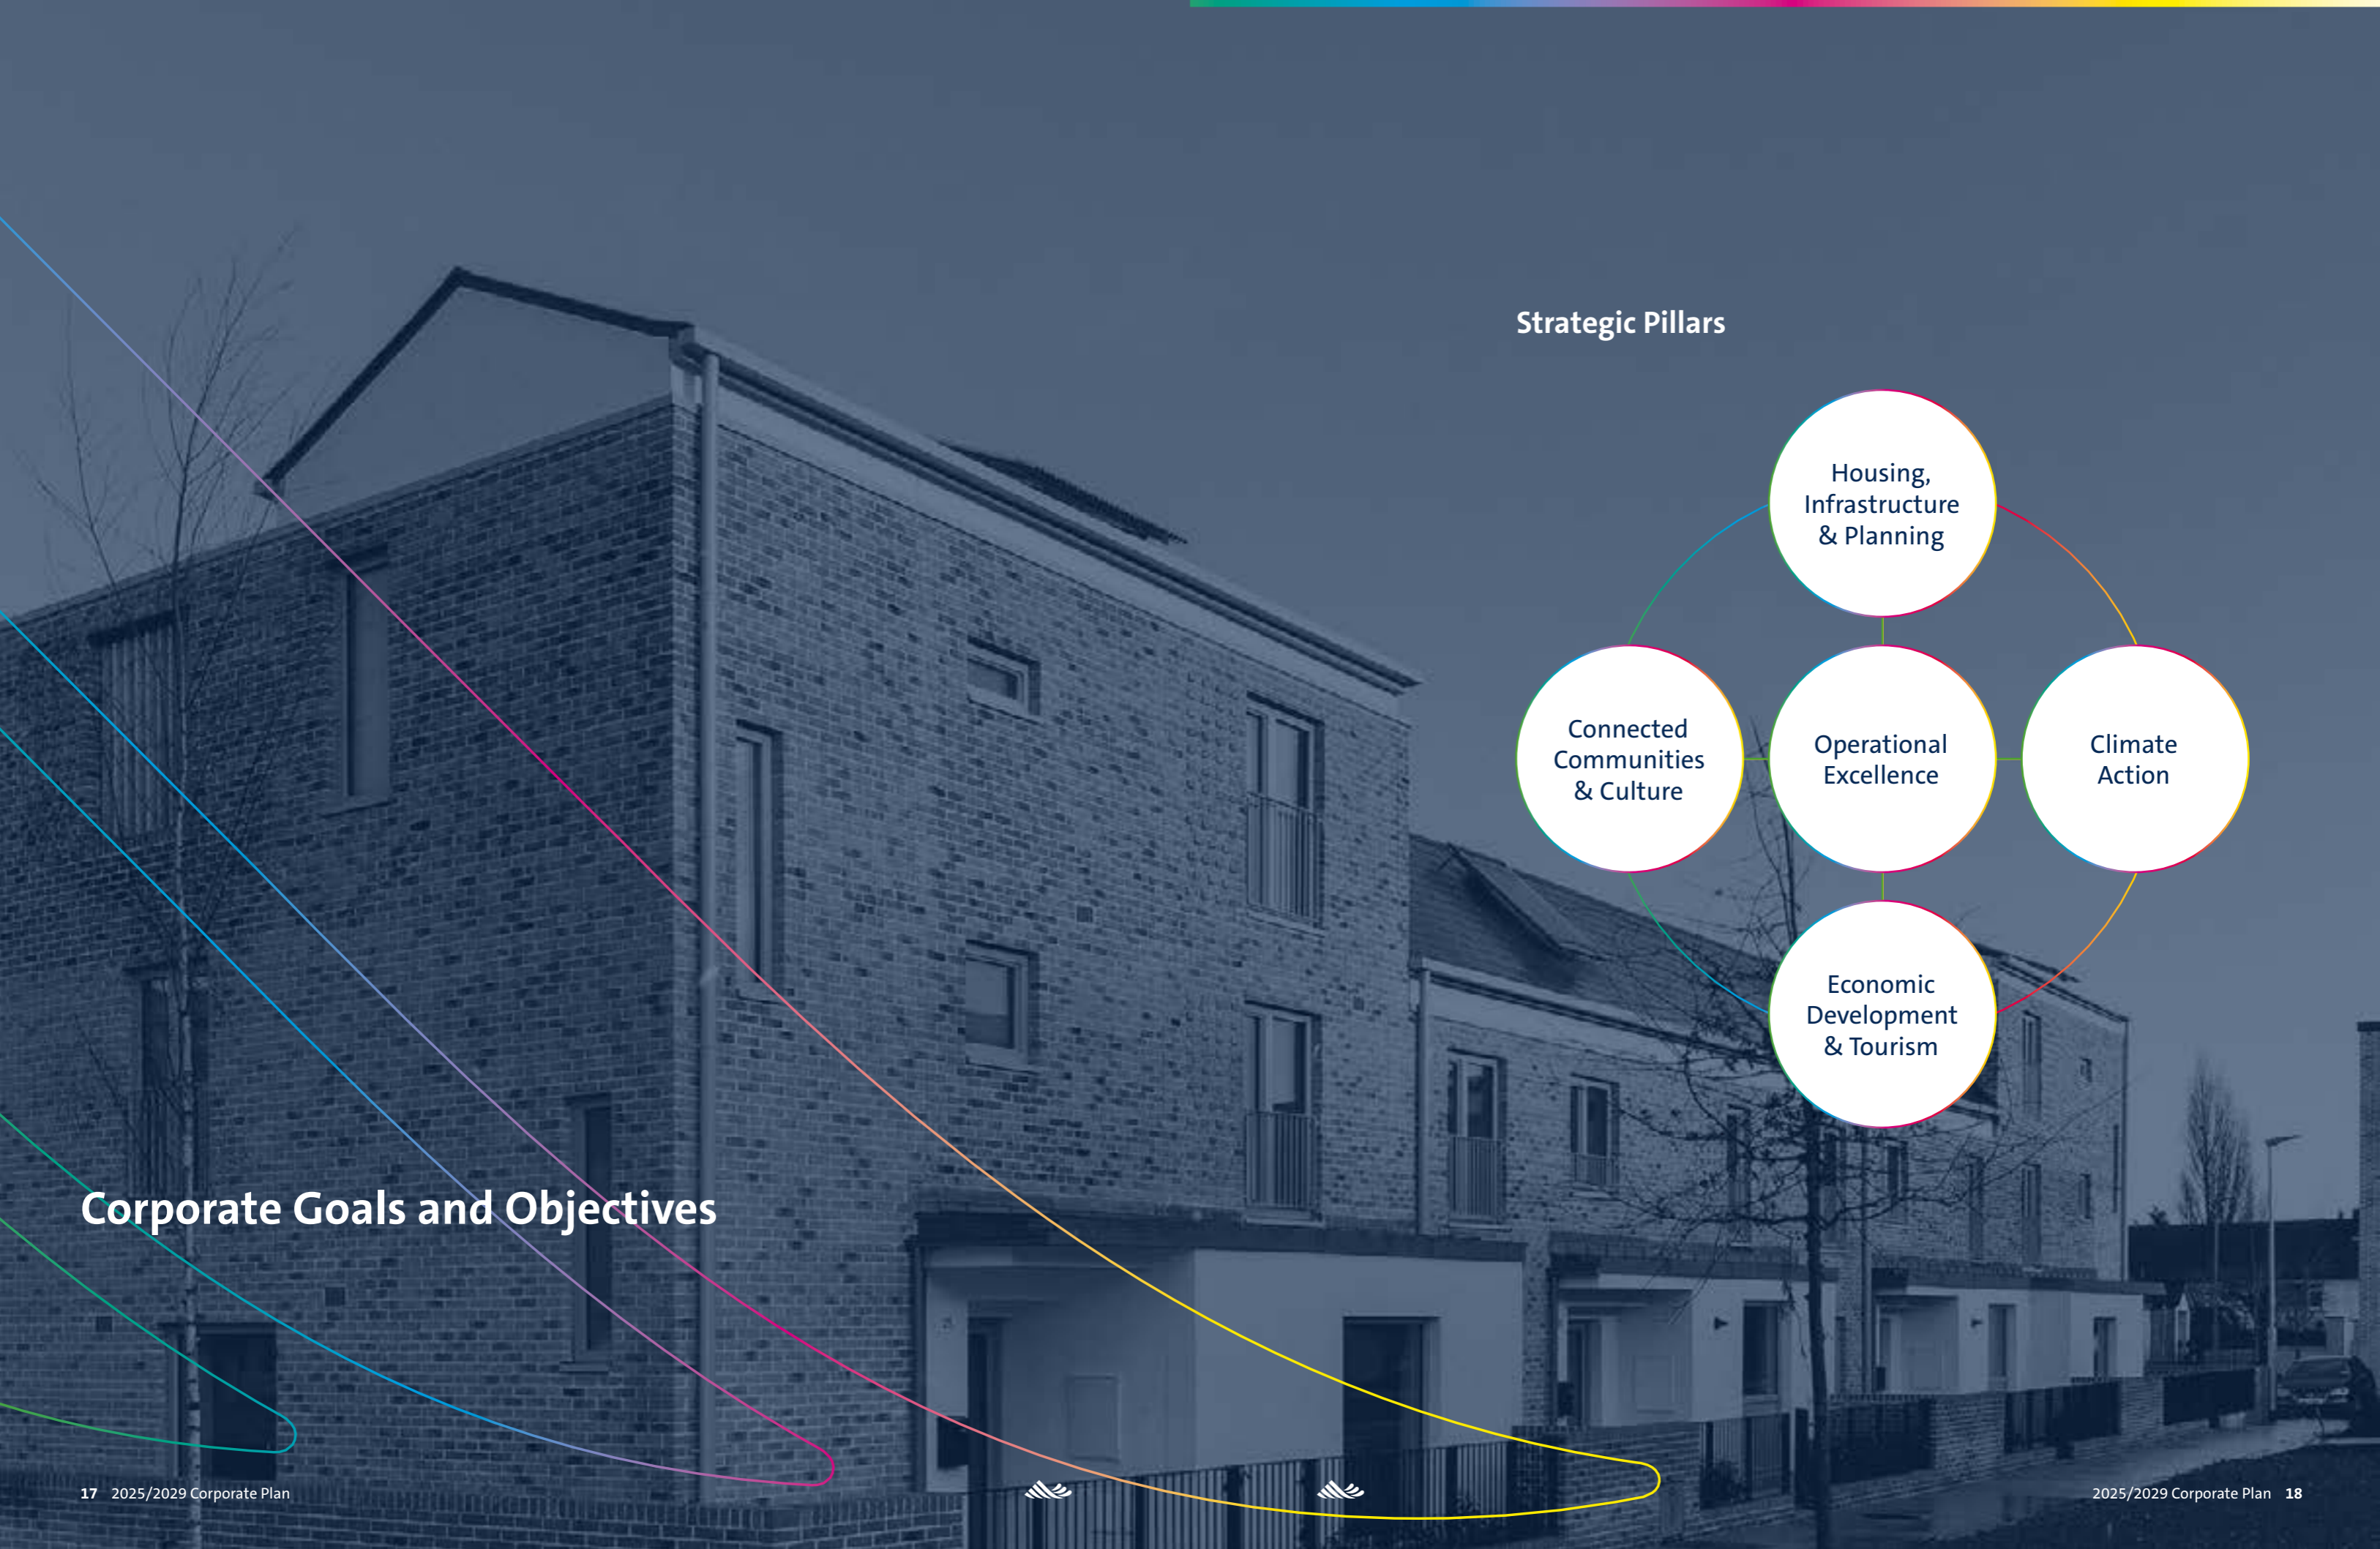 Corporate Goals and Objectives
17 2025/2029 Corporate Plan
Strategic Pillars
Housing,
Infrastructure
& Planning
Connected
Communities
& Culture
Operational
Excellence
Climate
Action
Economic
Development
& Tourism
2025/2029 Corporate Plan 18